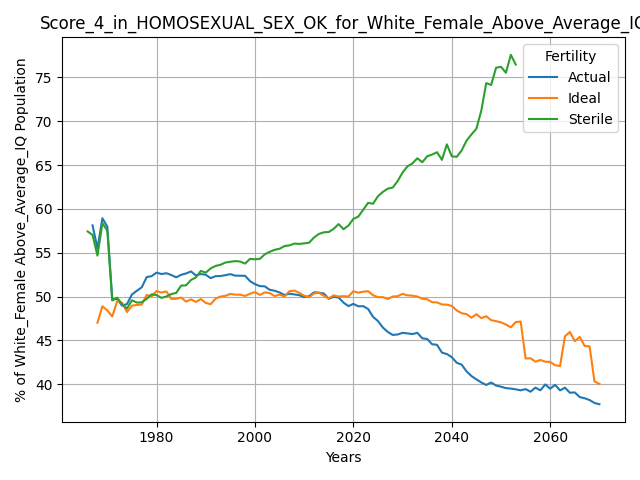 Score_4_in_HOMOSEXUAL_SEX_OK_for_White_Female_Above_Average_IQ
% of White_Female Above_Average_IQ Population
75
70
65
60
55
50
45
40
Fertility
Actual
Ideal
Sterile
1980
2000
2020
2040
2060
Years